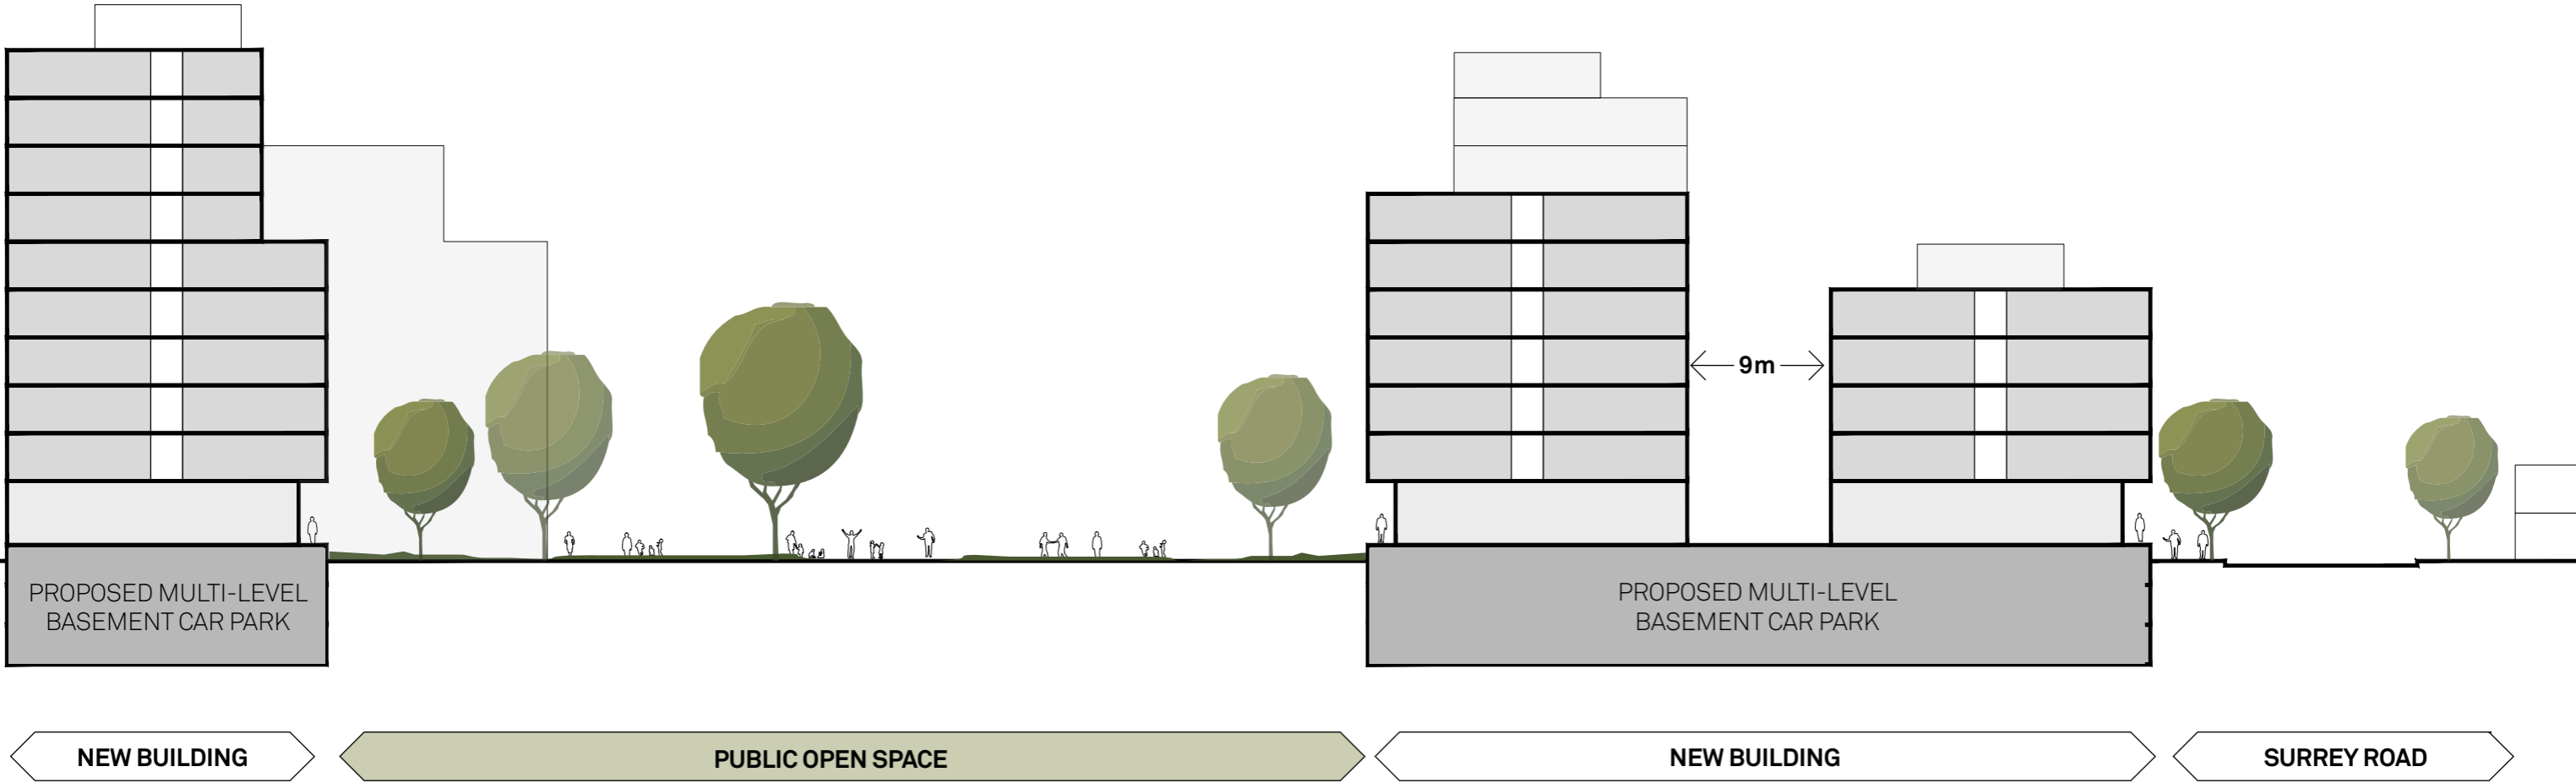 9m
PROPOSED MULTI-LEVEL
BASEMENT CAR PARK
PROPOSED MULTI-LEVEL
BASEMENT CAR PARK
NEW BUILDING
PUBLIC OPEN SPACE
NEW BUILDING
SURREY ROAD